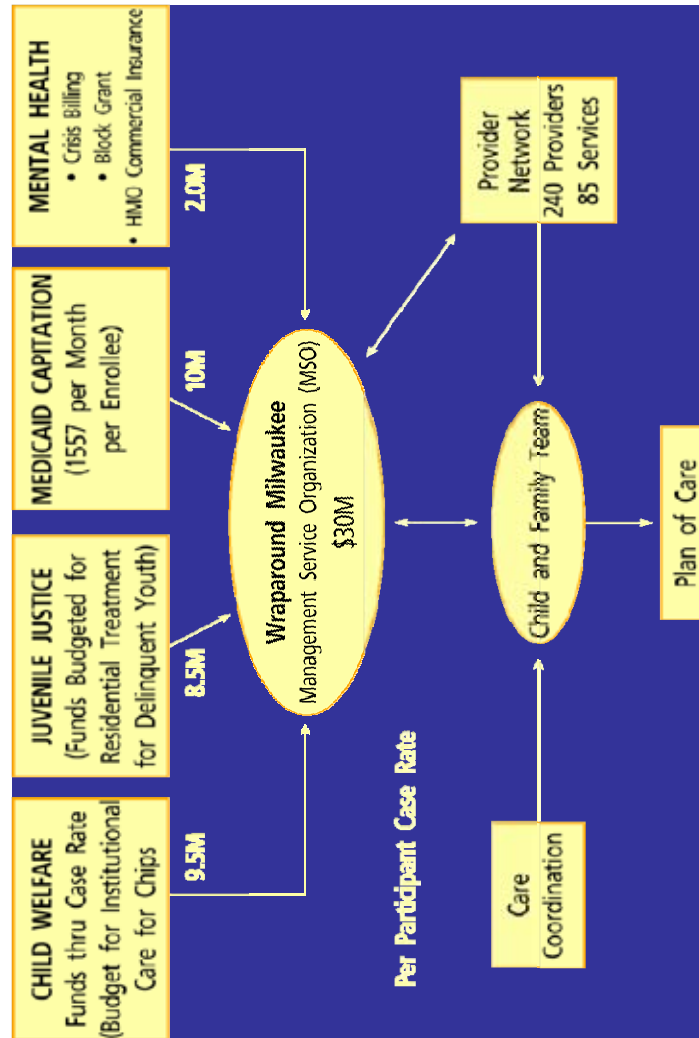 CHILD WELFARE
Funds thru Case Rate
(Budget for Institutional
Care for Chips
JUVENILE JUSTICE
(Funds Budgeted for
Residential Treatment
for Delinquent Youth)
MEDICAID CAPITATION
(1557 per Month
per Enrollee)
MENTAL HEALTH
• Crisis Billing
• Block Grant
• HMO Commercial Insurance
9.5M
8.5M
10M
2.0M
Wraparound Milwaukee
Management Service Organization (MSO)
$30M
Per Participant Case Rate
Care
Coordination
Child and Family Team
Provider
Network
240 Providers
85 Services
Plan of Care